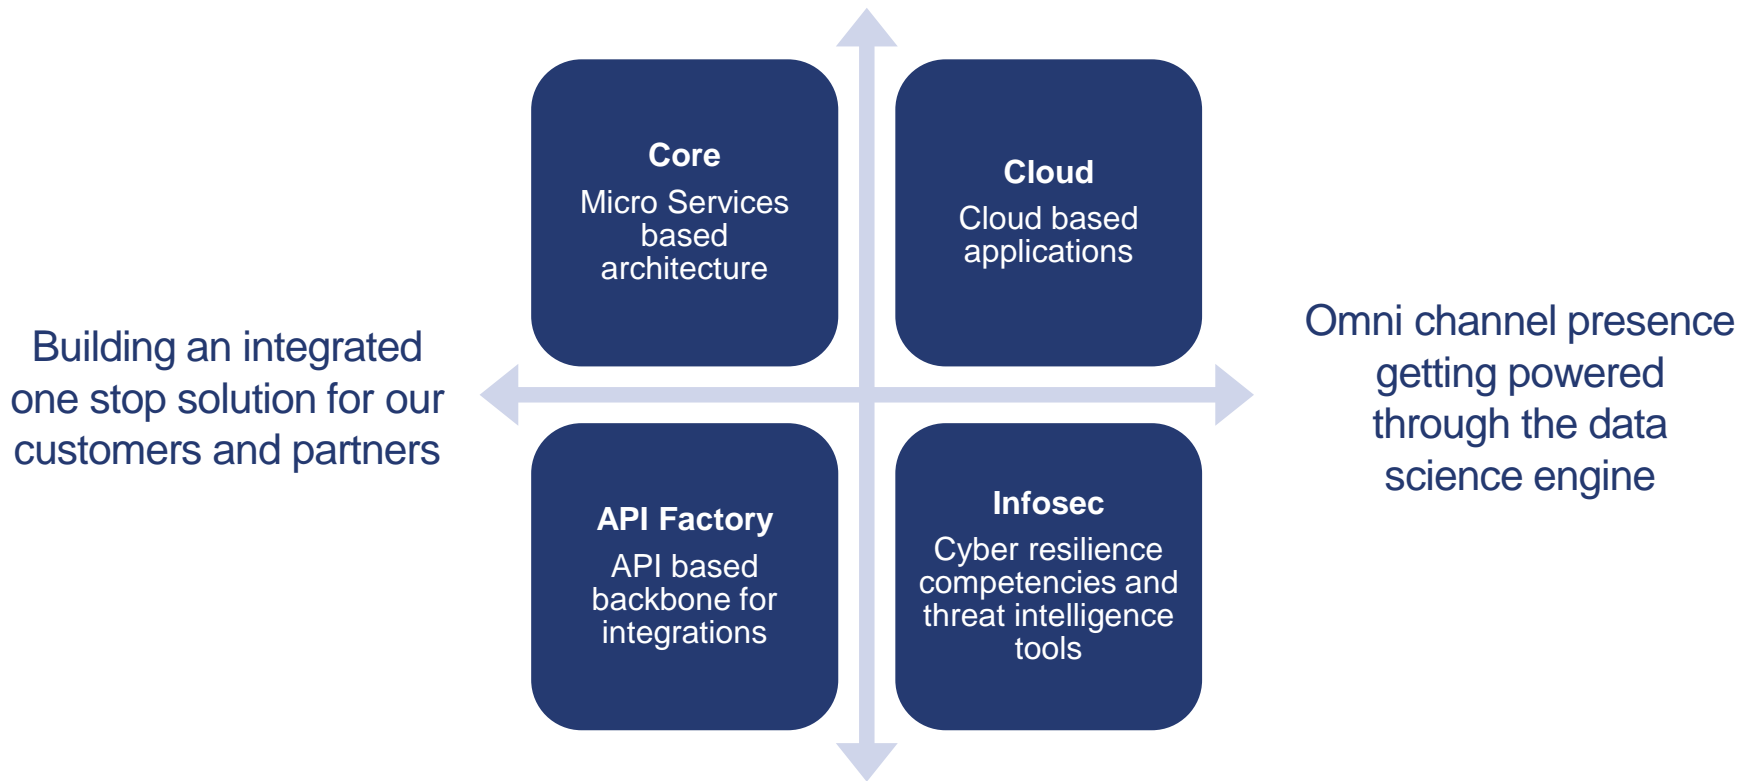 Core
Micro Services
based
architecture
Cloud
Cloud based
applications
Building an integrated
one stop solution for our
customers and partners
Omni channel presence
getting powered
through the data
science engine
API Factory
API based
backbone for
integrations
Infosec
Cyber resilience
competencies and
threat intelligence
tools